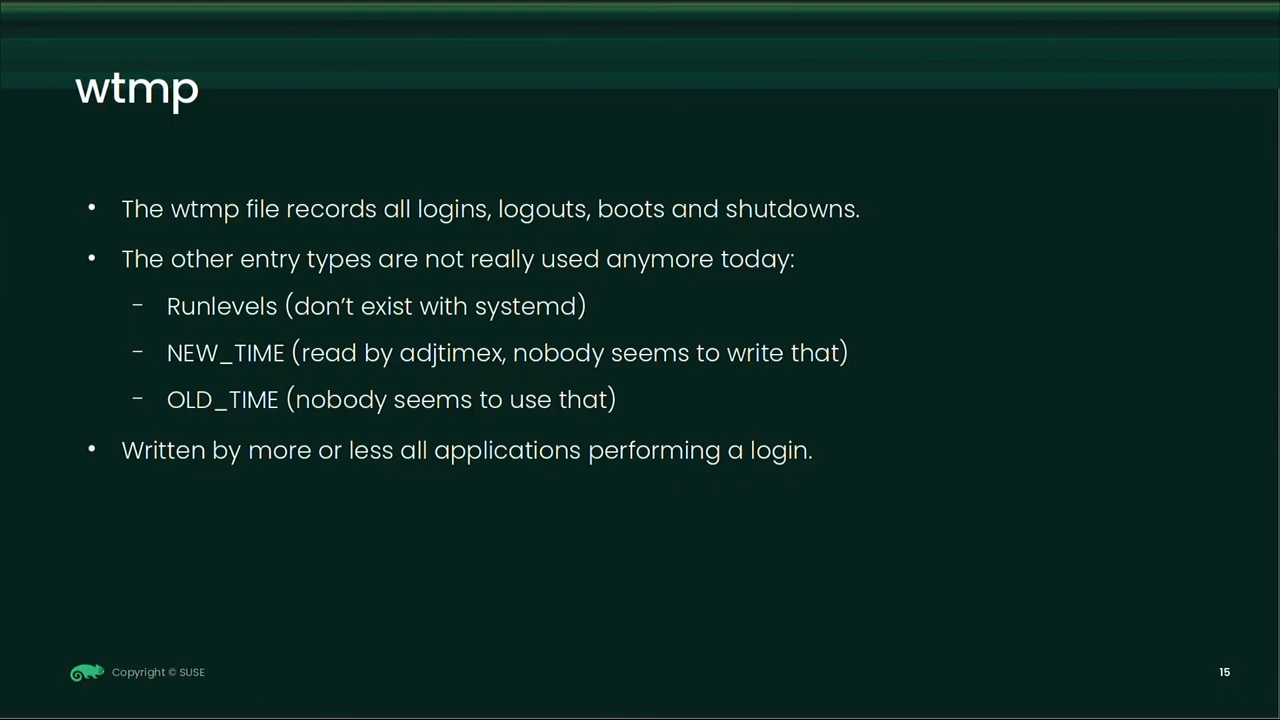 wtmp
• The wtmp file records all logins, logouts, boots and shutdowns.
• The other entry types are not really used anymore today:
– Runlevels (don’t exist with systemd)
– NEW_TIME (read by adjtimex, nobody seems to write that)
– OLD_TIME (nobody seems to use that)
• Written by more or less all applications performing a login.
Copyright © SUSE
15